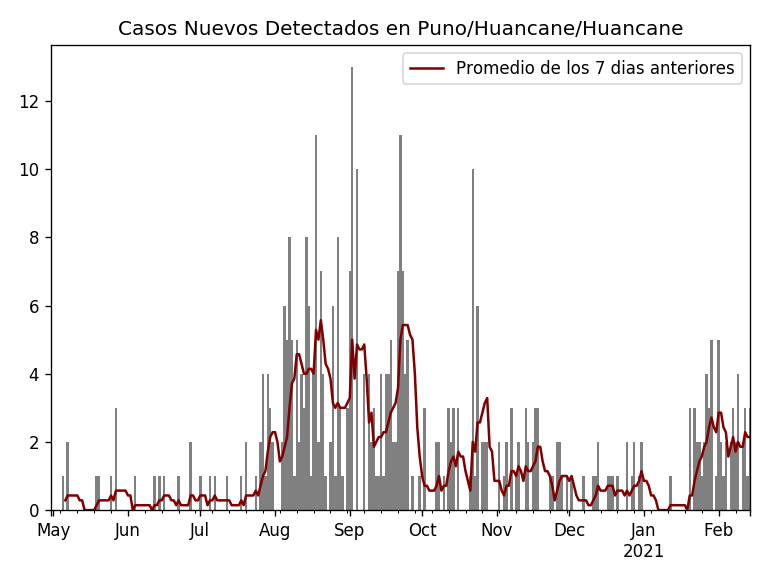 Casos Nuevos Detectados en Puno/Huancane/Huancane
Promedio de los 7 dias anteriores
12
10
8
6
4
2
0
May Jun Jul Aug Sep Oct Nov Dec Jan Feb
2021